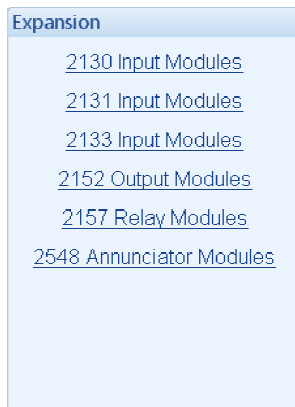 Expansion
2130 Input Modules
2131 Input Modules
2133 Input Modules
2152 Output Modules
2157 Relay Modules
2548 Annunciator Modules